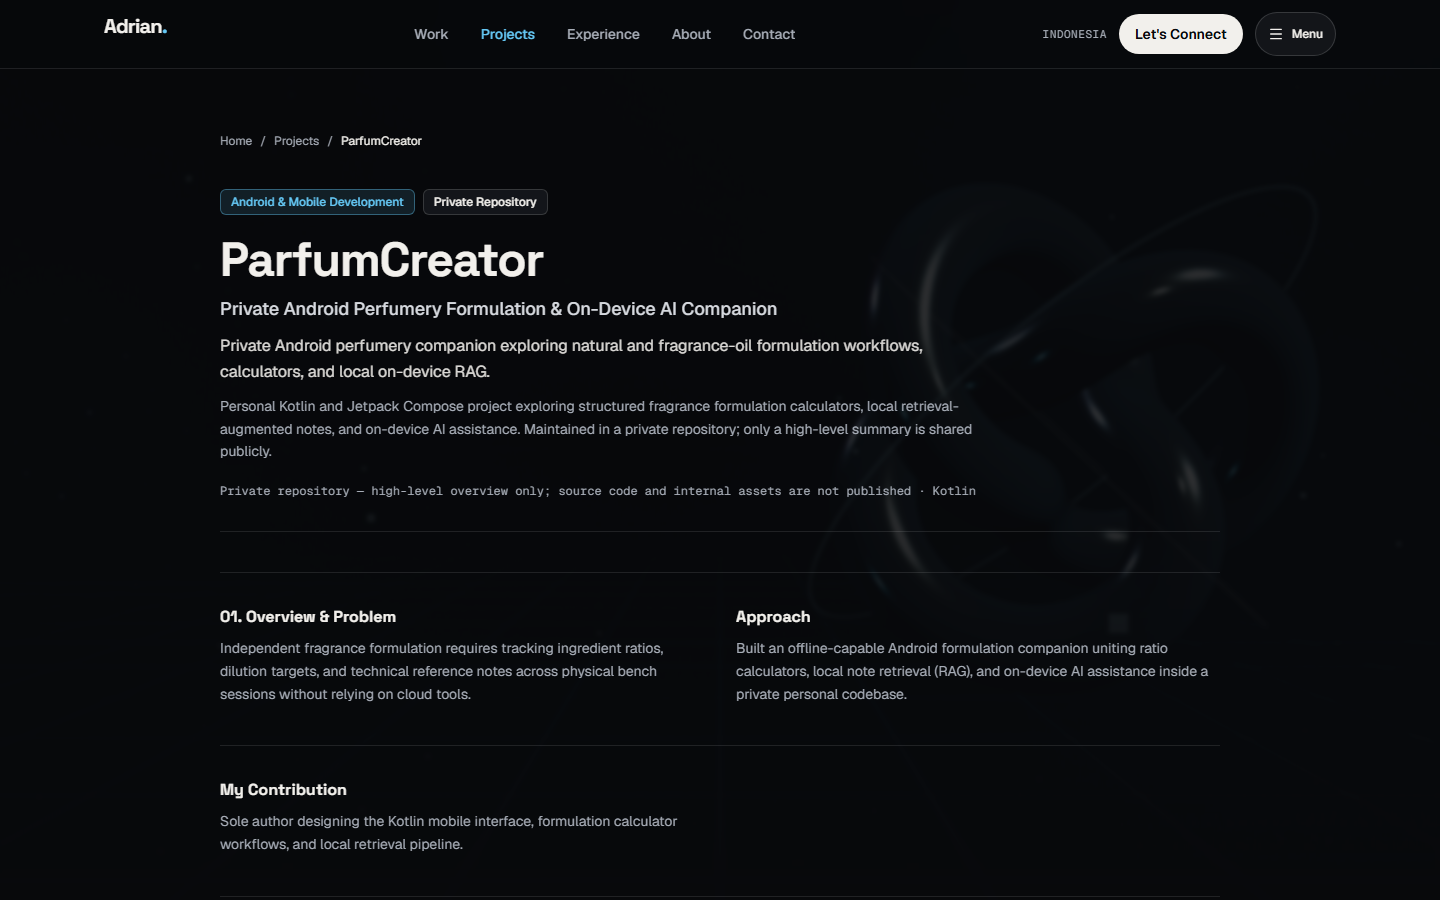 Adrian.
Work
Projects
Experience
About
Contact
INDONESIA
Let's Connect
Menu
Home / Projects / ParfumCreator
Android & Mobile Development
Private Repository
ParfumCreator
Private Android Perfumery Formulation & On-Device AI Companion
Private Android perfumery companion exploring natural and fragrance-oil formulation workflows,
calculators, and local on-device RAG.
Personal Kotlin and Jetpack Compose project exploring structured fragrance formulation calculators, local retrieval-
augmented notes, and on-device AI assistance. Maintained in a private repository; only a high-level summary is shared
publicly.
Private repository — high-level overview only; source code and internal assets are not published · Kotlin
01. Overview & Problem
Independent fragrance formulation requires tracking ingredient ratios,
dilution targets, and technical reference notes across physical bench
sessions without relying on cloud tools.
Approach
Built an offline-capable Android formulation companion uniting ratio
calculators, local note retrieval (RAG), and on-device AI assistance inside a
private personal codebase.
My Contribution
Sole author designing the Kotlin mobile interface, formulation calculator
workflows, and local retrieval pipeline.